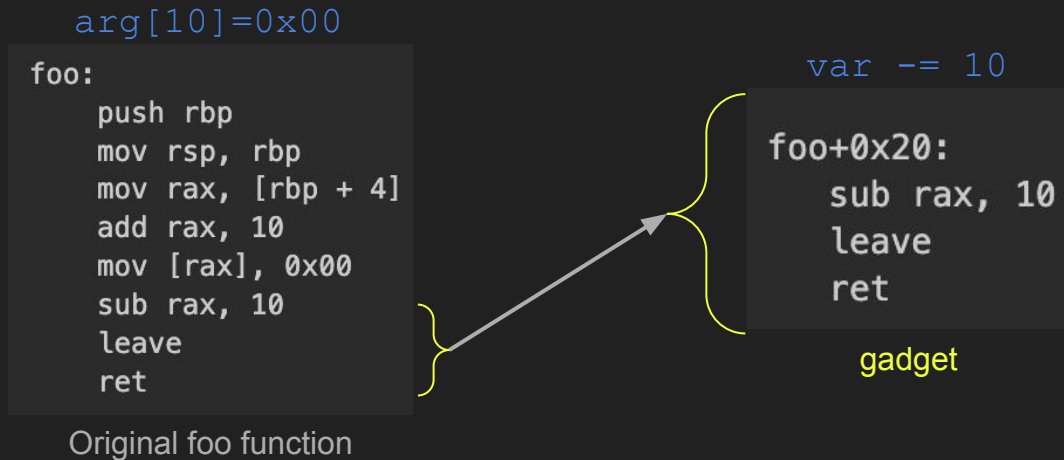 arg[10]=0x00
foo:
push rbp
mov rsp, rbp
mov rax, [rbp + 4]
add rax, 10
mov [rax], 0x00
sub rax, 10
leave
ret
Original foo function
var -= 10
foo+0x20:
sub rax, 10
leave
ret
gadget